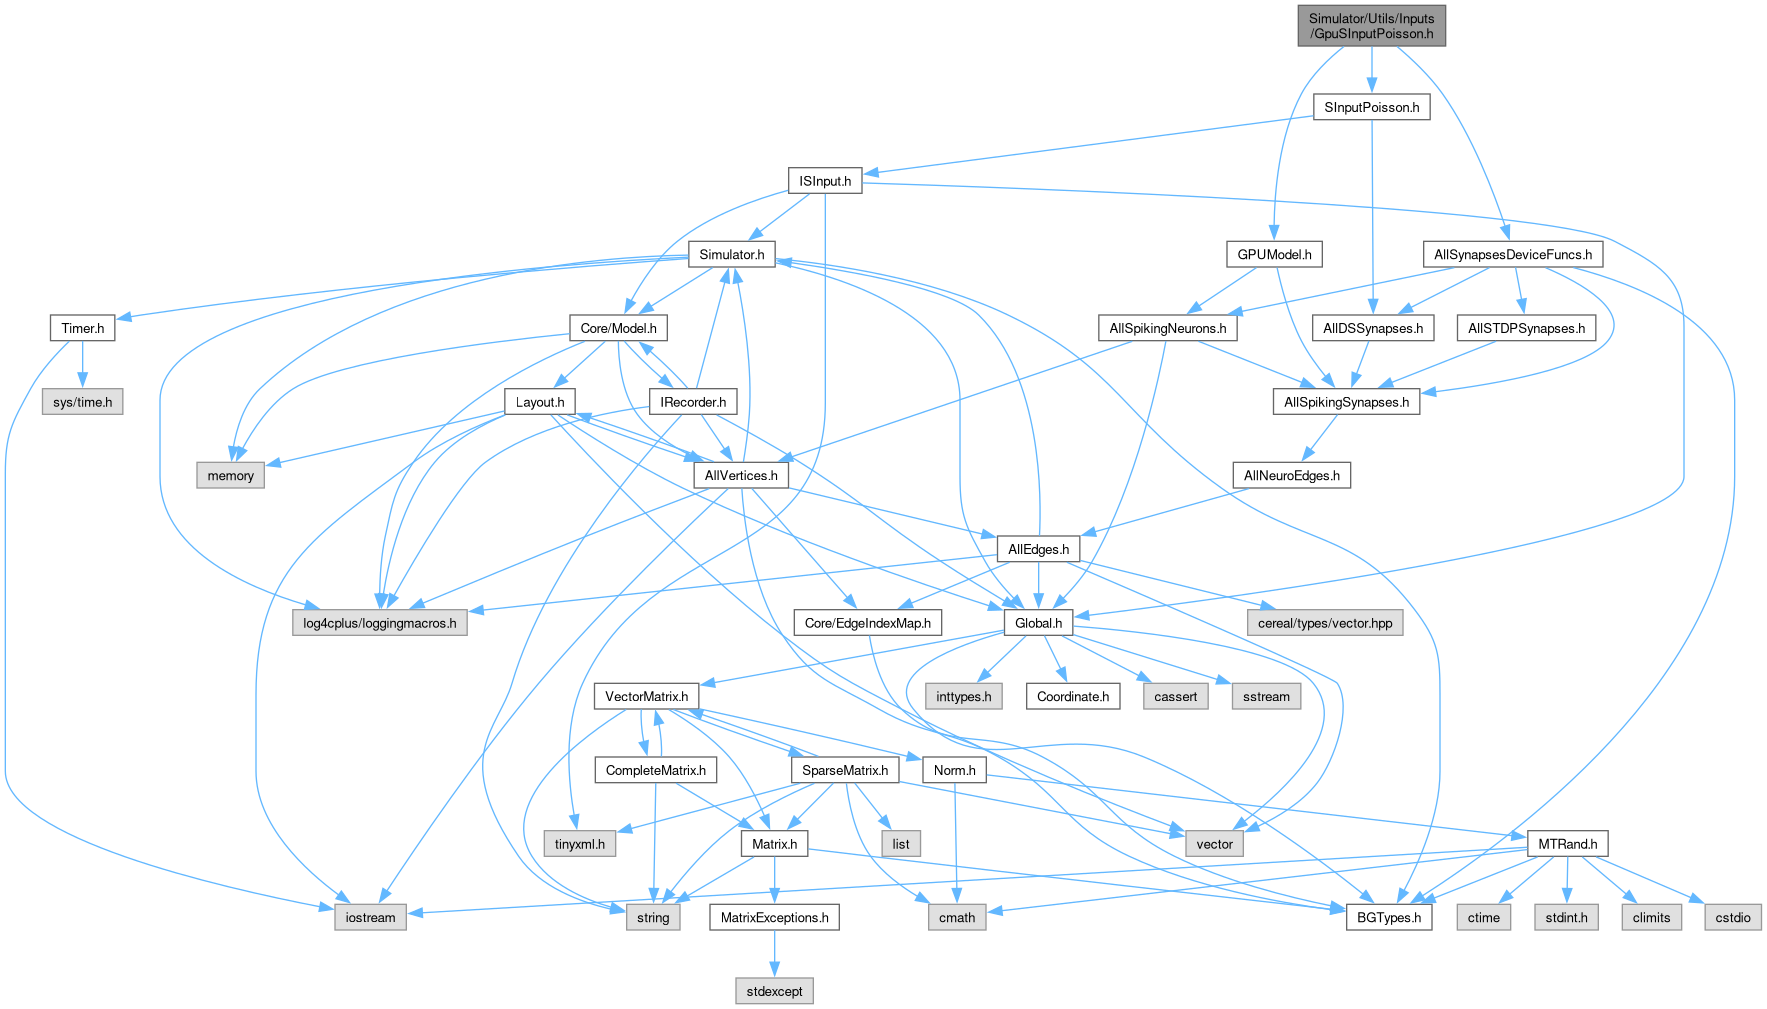 Simulator/Utils/Inputs
/GpuSInputPoisson.h
SInputPoisson.h
ISInput.h
Simulator.h
GPUModel.h
AllSynapsesDeviceFuncs.h
Timer.h
Core/Model.h
AllSpikingNeurons.h
AllDSSynapses.h
AllSTDPSynapses.h
sys/time.h
Layout.h
IRecorder.h
AllSpikingSynapses.h
memory
AllVertices.h
AllNeuroEdges.h
AllEdges.h
log4cplus/loggingmacros.h
Core/EdgeIndexMap.h
Global.h
cereal/types/vector.hpp
VectorMatrix.h
inttypes.h
Coordinate.h
cassert
sstream
CompleteMatrix.h
SparseMatrix.h
Norm.h
tinyxml.h
Matrix.h
list
vector
MTRand.h
iostream
string
MatrixExceptions.h
cmath
BGTypes.h
ctime
stdint.h
climits
cstdio
stdexcept